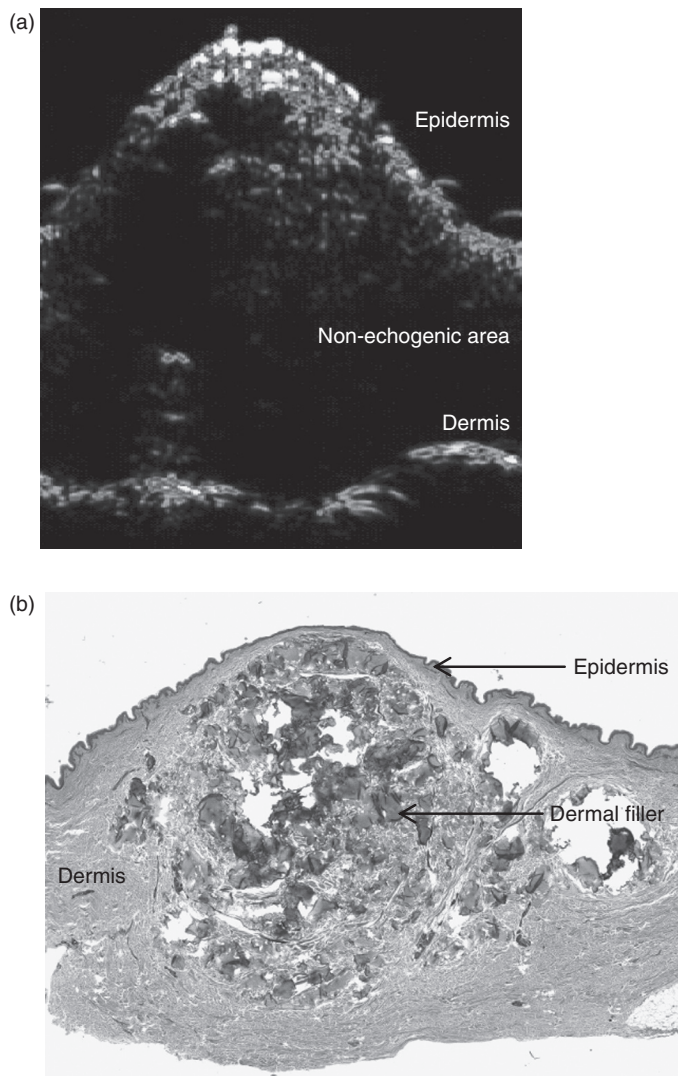 (a)
Epidermis
Non-echogenic area
Dermis
(b)
Epidermis
Dermal filler
Dermis